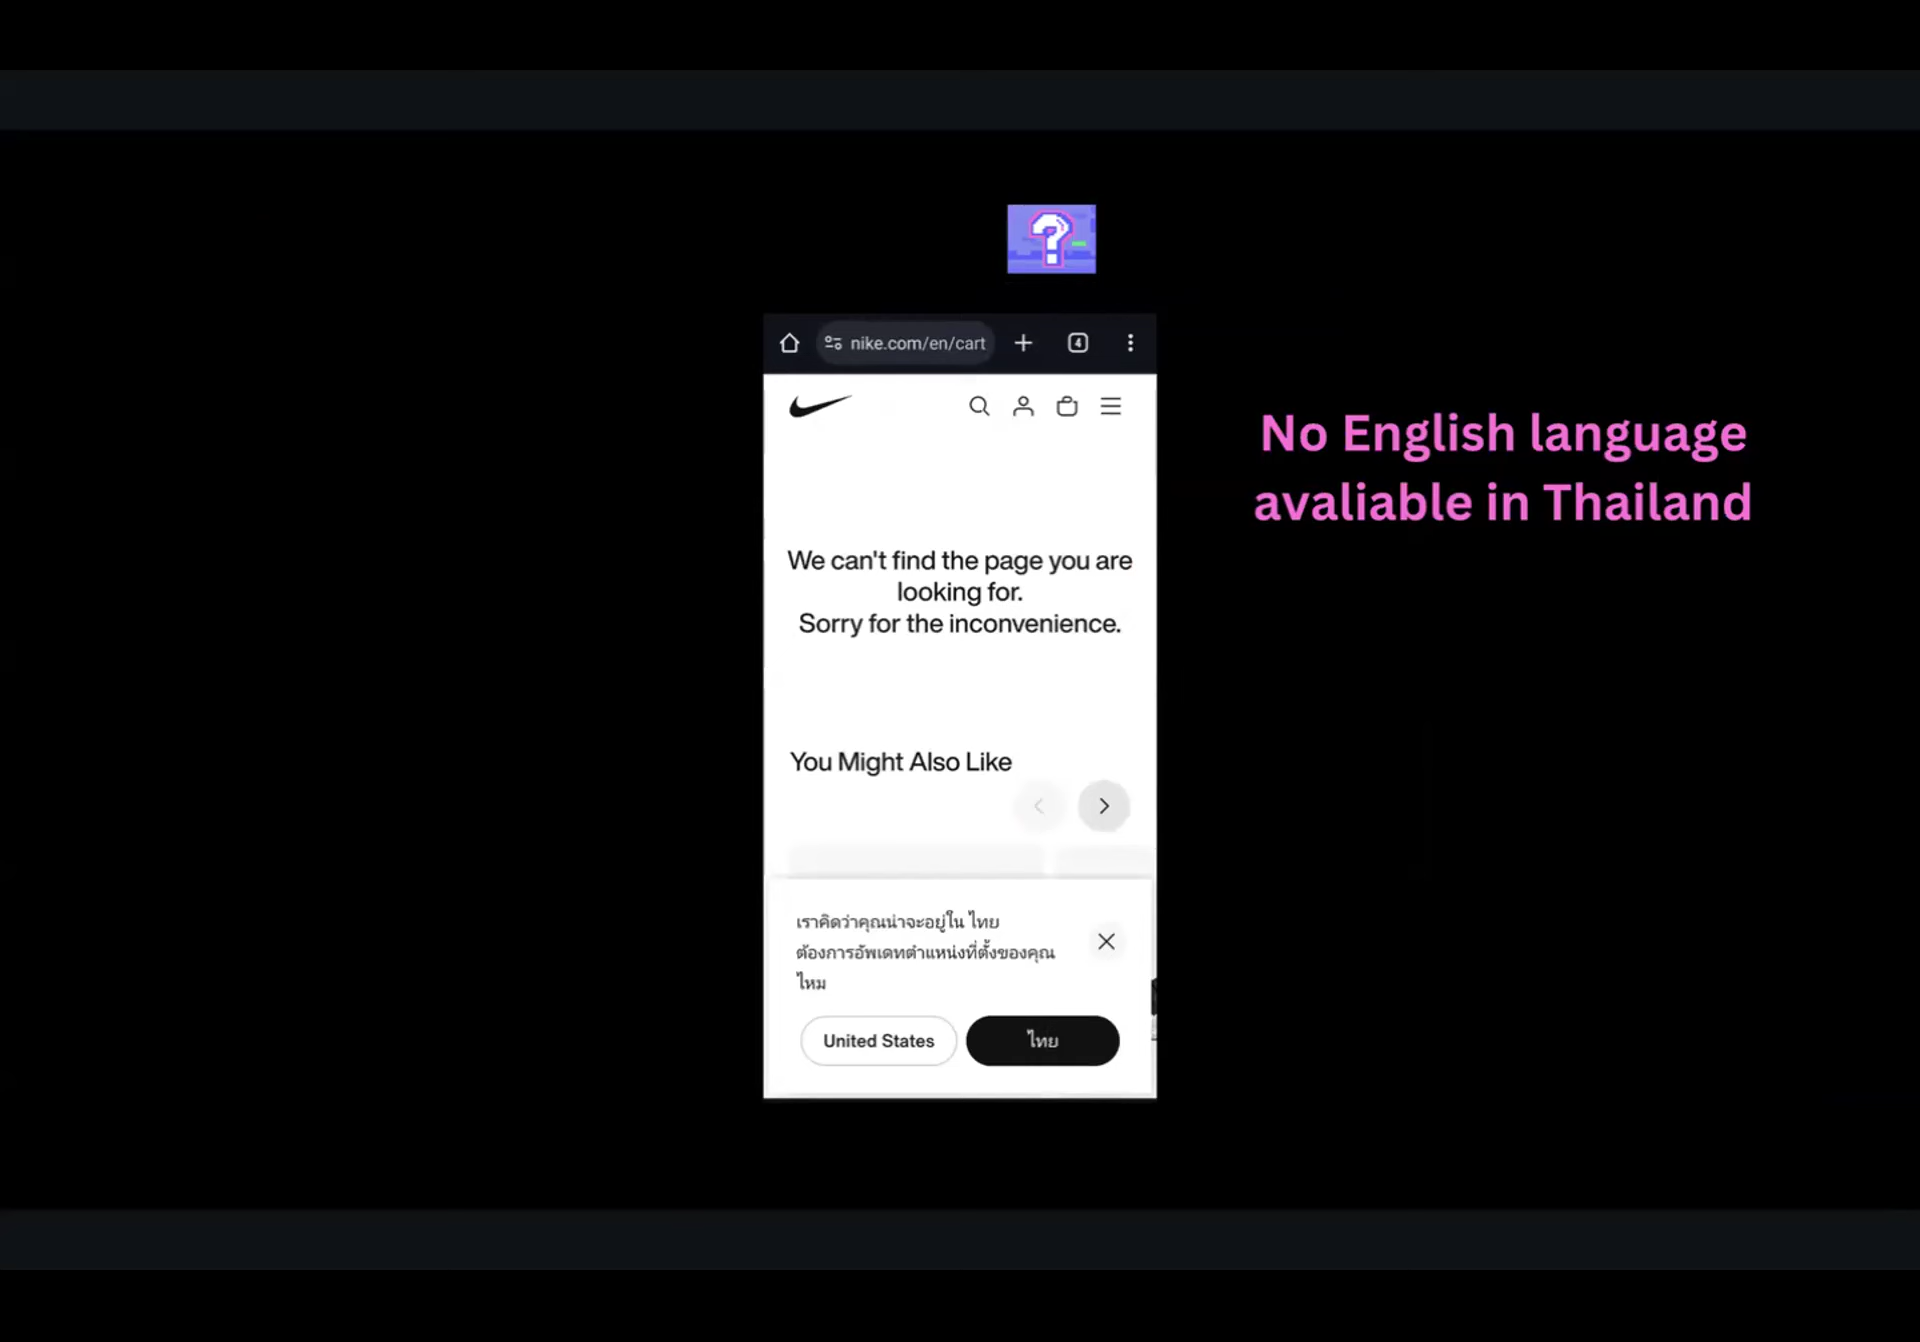 ?
nike.com/en/cart
4
No English language
avaliable in Thailand
We can't find the page you are
looking for.
Sorry for the inconvenience.
You Might Also Like
เราคิดว่าคุณน่าจะอยู่ใน ไทย
ต้องการอัพเดทตำแหน่งที่ตั้งของคุณ
ไหม
United States
ไทย